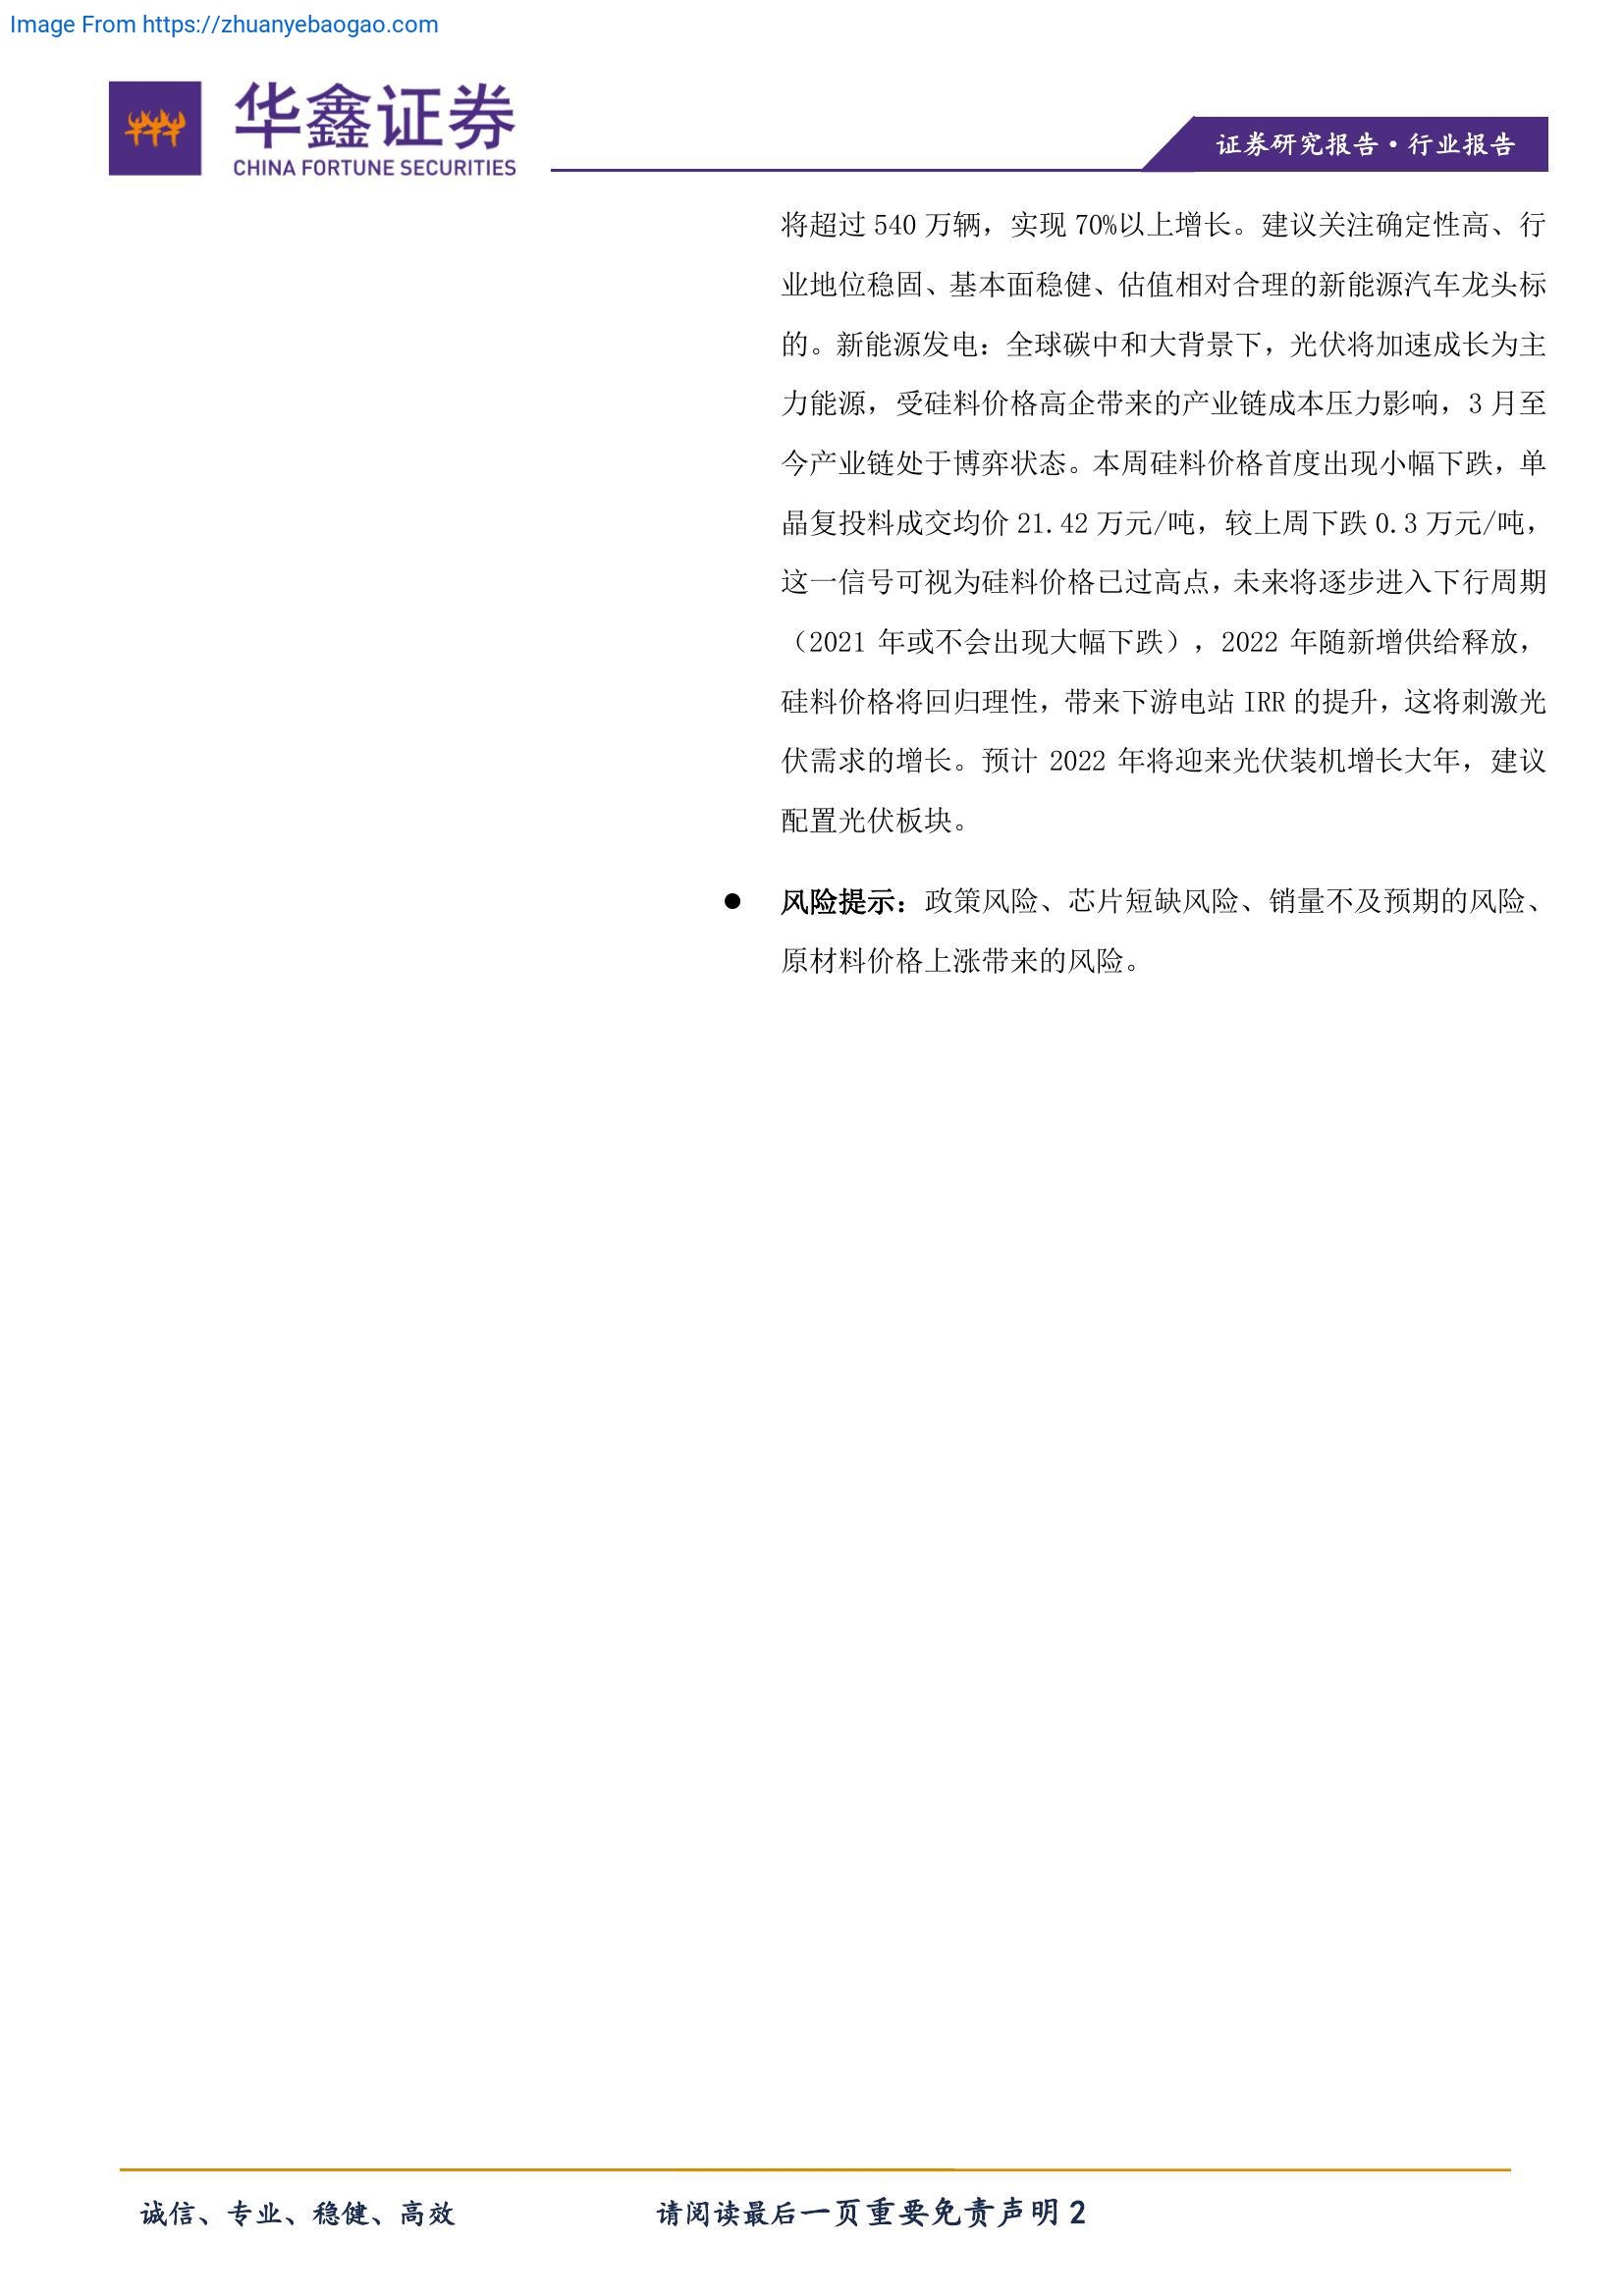 Image From https://zhuanyebaogao.com
华鑫证券
CHINA FORTUNE SECURITIES
证券研究报告·行业报告
将超过 540 万辆，实现 70%以上增长。建议关注确定性高、行
业地位稳固、基本面稳健、估值相对合理的新能源汽车龙头标
的。新能源发电：全球碳中和大背景下，光伏将加速成长为主
力能源，受硅料价格高企带来的产业链成本压力影响，3 月至
今产业链处于博弈状态。本周硅料价格首度出现小幅下跌，单
晶复投料成交均价 21.42 万元/吨，较上周下跌 0.3 万元/吨，
这一信号可视为硅料价格已过高点，未来将逐步进入下行周期
（2021 年或不会出现大幅下跌），2022 年随新增供给释放，
硅料价格将回归理性，带来下游电站 IRR 的提升，这将刺激光
伏需求的增长。预计 2022 年将迎来光伏装机增长大年，建议
配置光伏板块。
● 风险提示：政策风险、芯片短缺风险、销量不及预期的风险、
原材料价格上涨带来的风险。
诚信、专业、稳健、高效 请阅读最后一页重要免责声明 2